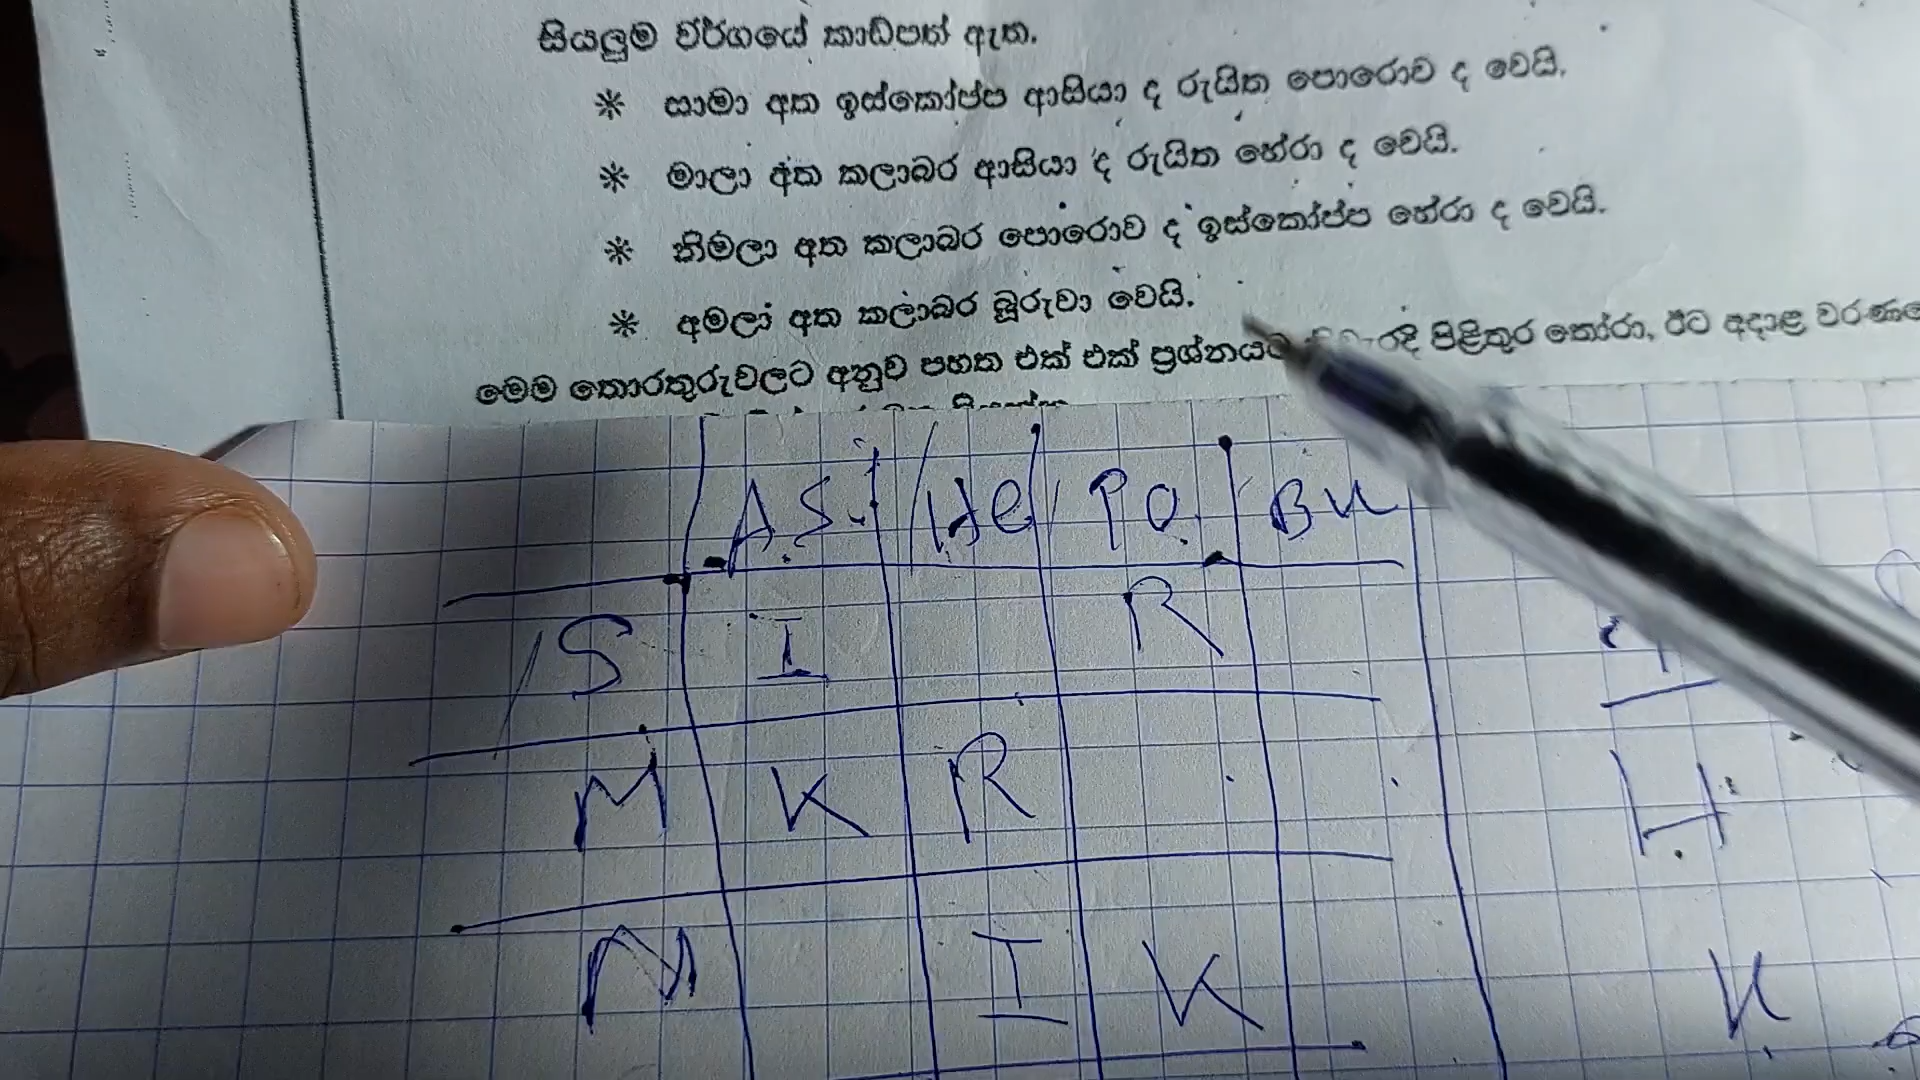 සියලුම වර්ගයේ කාඩ්පත් ඇත.
* සාමා අත ඉස්කෝප්ප ආසියා ද රුයිත පොරොව ද වෙයි.
* මාලා අත කලාබර ආසියා ද රුයිත හේරා ද වෙයි.
* නිමලා අත කලාබර පොරොව ද ඉස්කෝප්ප හේරා ද වෙයි.
* අමලා අත කලාබර බූරුවා වෙයි.
මෙම තොරතුරුවලට අනුව පහත එක් එක් ප්‍රශ්නයට පිළිතුර තෝරා, ඊට අදාළ
Asi He Po Bu
S I R
M K R H
N I K K